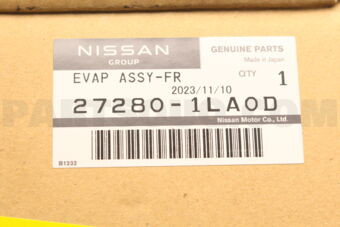 NISSAN
GROUP
GENUINE PARTS
Made in Japan
EVAP ASSY-FR
QTY
1
2023/11/10
27280-1LA0D
Nissan Motor Co., Ltd.
B1232